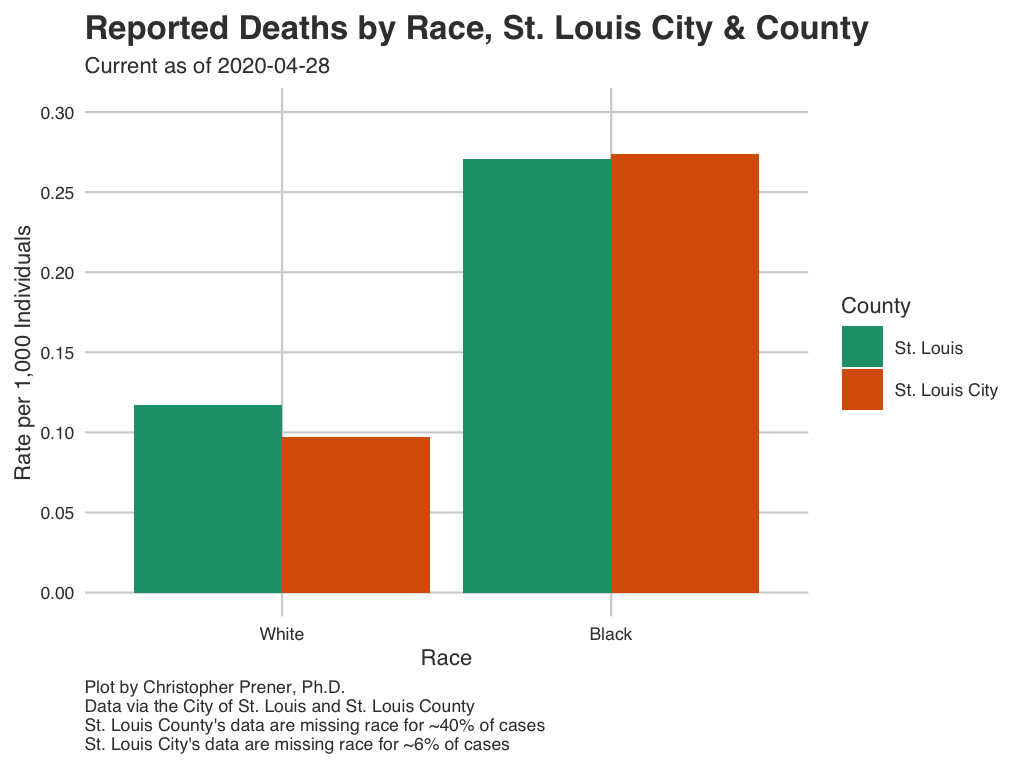 Reported Deaths by Race, St. Louis City & County
Current as of 2020-04-28
Rate per 1,000 Individuals
0.30
0.25
0.20
0.15
0.10
0.05
0.00
White
Black
Race
County
St. Louis
St. Louis City
Plot by Christopher Prener, Ph.D.
Data via the City of St. Louis and St. Louis County
St. Louis County's data are missing race for ~40% of cases
St. Louis City's data are missing race for ~6% of cases